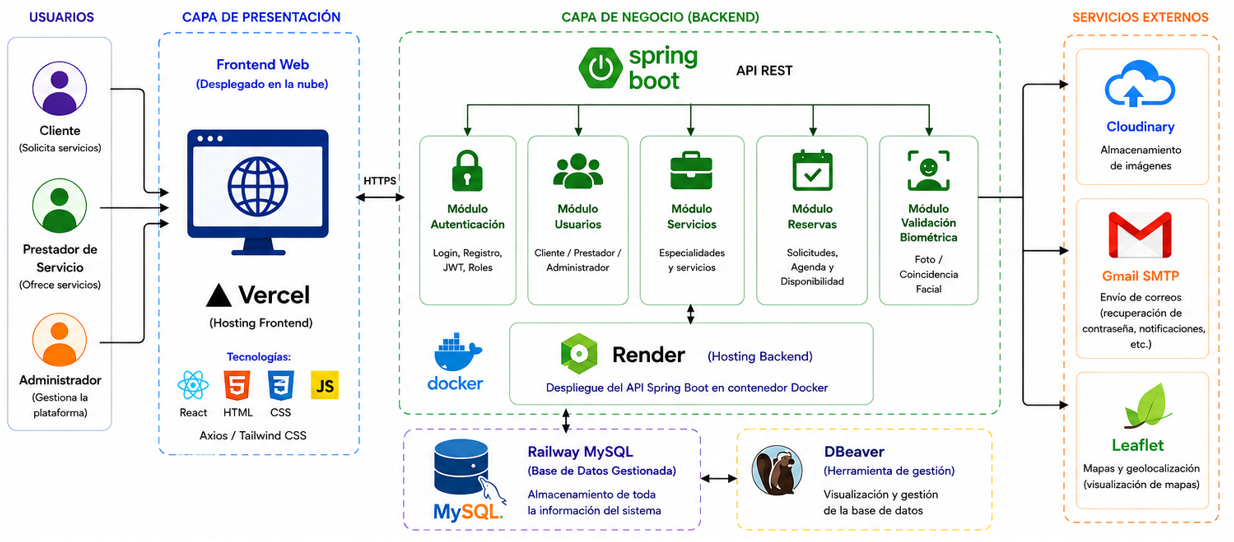 USUARIOS
Cliente
(Solicita servicios)
Prestador de
Servicio
(Ofrece servicios)
Administrador
(Gestiona la
plataforma)
CAPA DE PRESENTACIÓN
Frontend Web
(Desplegado en la nube)
Vercel
(Hosting Frontend)
Tecnologías:
React
HTML
CSS
JS
Axios / Tailwind CSS
HTTPS
CAPA DE NEGOCIO (BACKEND)
spring
boot
API REST
Módulo
Autenticación
Login, Registro,
JWT, Roles
Módulo
Usuarios
Cliente / Prestador /
Administrador
Módulo
Servicios
Especialidades
y servicios
Módulo
Reservas
Solicitudes,
Agenda y
Disponibilidad
Módulo
Validación
Biométrica
Foto /
Coincidencia
Facial
docker
Render (Hosting Backend)
Despliegue del API Spring Boot en contenedor Docker
MySQL.
Railway MySQL
(Base de Datos Gestionada)
Almacenamiento de toda
la información del sistema
DBeaver
(Herramienta de gestión)
Visualización y gestión
de la base de datos
SERVICIOS EXTERNOS
Cloudinary
Almacenamiento
de imágenes
Gmail SMTP
Envío de correos
(recuperación de
contraseña, notificaciones,
etc.)
Leaflet
Mapas y geolocalización
(visualización de mapas)